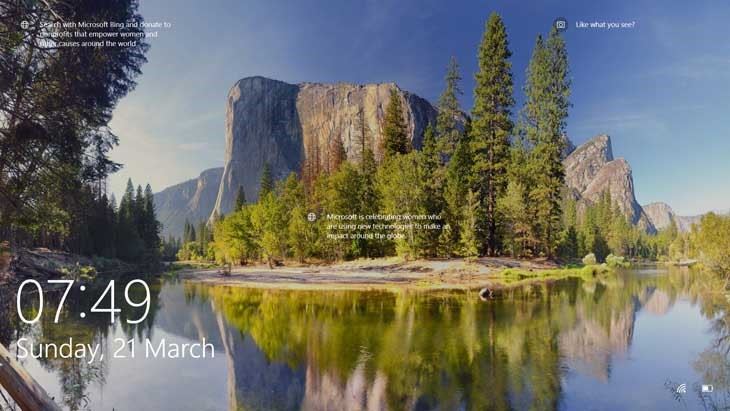 Search with Microsoft Bing and donate to
nonprofits that empower women and
other causes around the world.
Like what you see?
Microsoft is celebrating women who
are using new technologies to make an
impact around the globe.
07:49
Sunday, 21 March